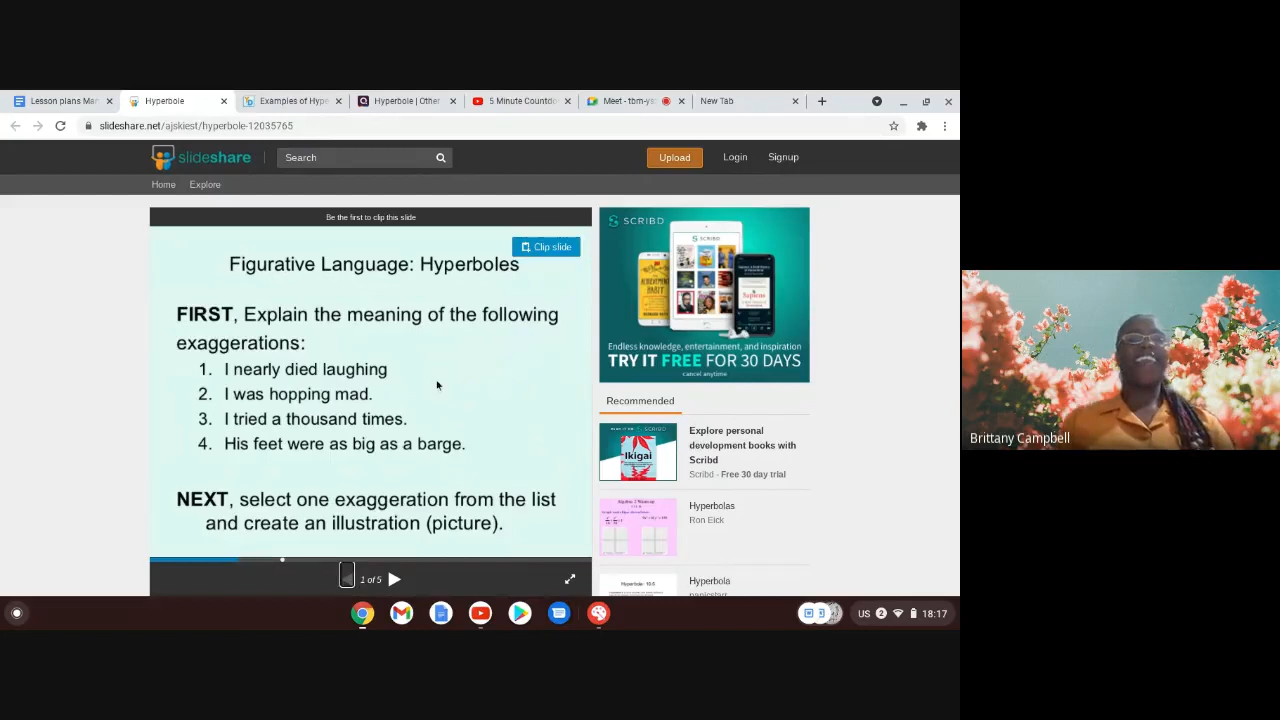 Lesson plans Mar
Hyperbole
Examples of Hype
Hyperbole | Other
5 Minute Countdo
Meet - tbm-ys
New Tab
slideshare.net/ajskiest/hyperbole-12035765
slideshare
Search
Upload
Login
Signup
Home
Explore
Be the first to clip this slide
Clip slide
Figurative Language: Hyperboles
FIRST, Explain the meaning of the following
exaggerations:
1. I nearly died laughing
2. I was hopping mad.
3. I tried a thousand times.
4. His feet were as big as a barge.
NEXT, select one exaggeration from the list
and create an illustration (picture).
1 of 5
SCRIBD
Endless knowledge, entertainment, and inspiration
TRY IT FREE FOR 30 DAYS
cancel anytime
Recommended
Ikigai
Explore personal
development books with
Scribd
Scribd - Free 30 day trial
Hyperbolas
Ron Eick
Hyperbola
Brittany Campbell
US 2 18:17